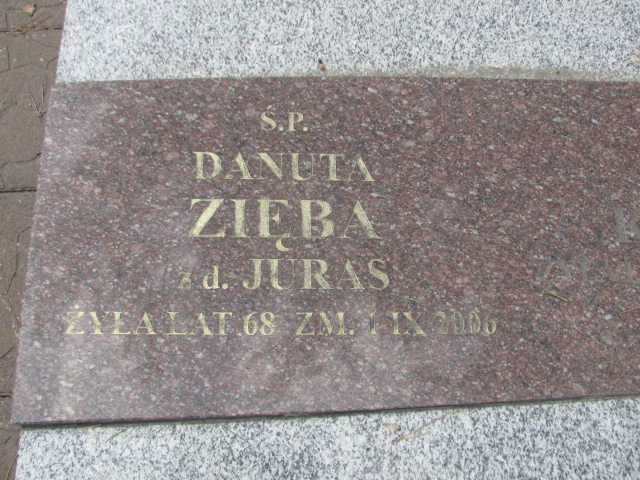 Ś.P.
DANUTA
ZIĘBA
z d. JURAS
ŻYŁA LAT 68 ZM. 1 IX 2006